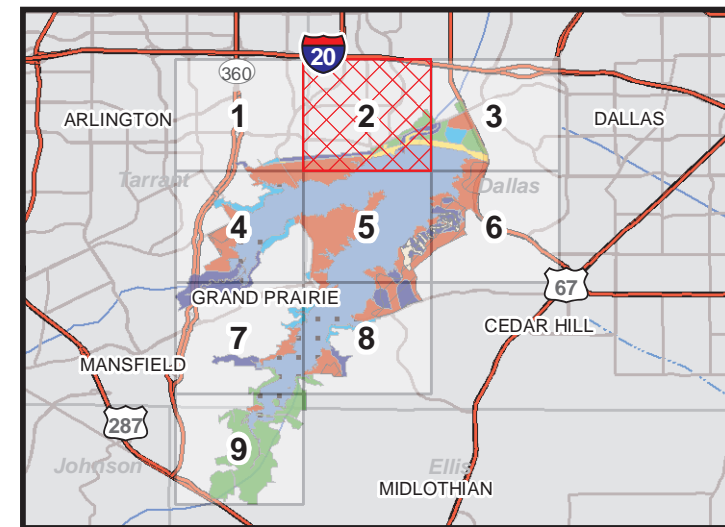 20
360
1
2
3
ARLINGTON
DALLAS
Tarrant
Dallas
4
5
6
GRAND PRAIRIE
67
7
8
CEDAR HILL
MANSFIELD
287
9
Johnson
Ellis
MIDLOTHIAN